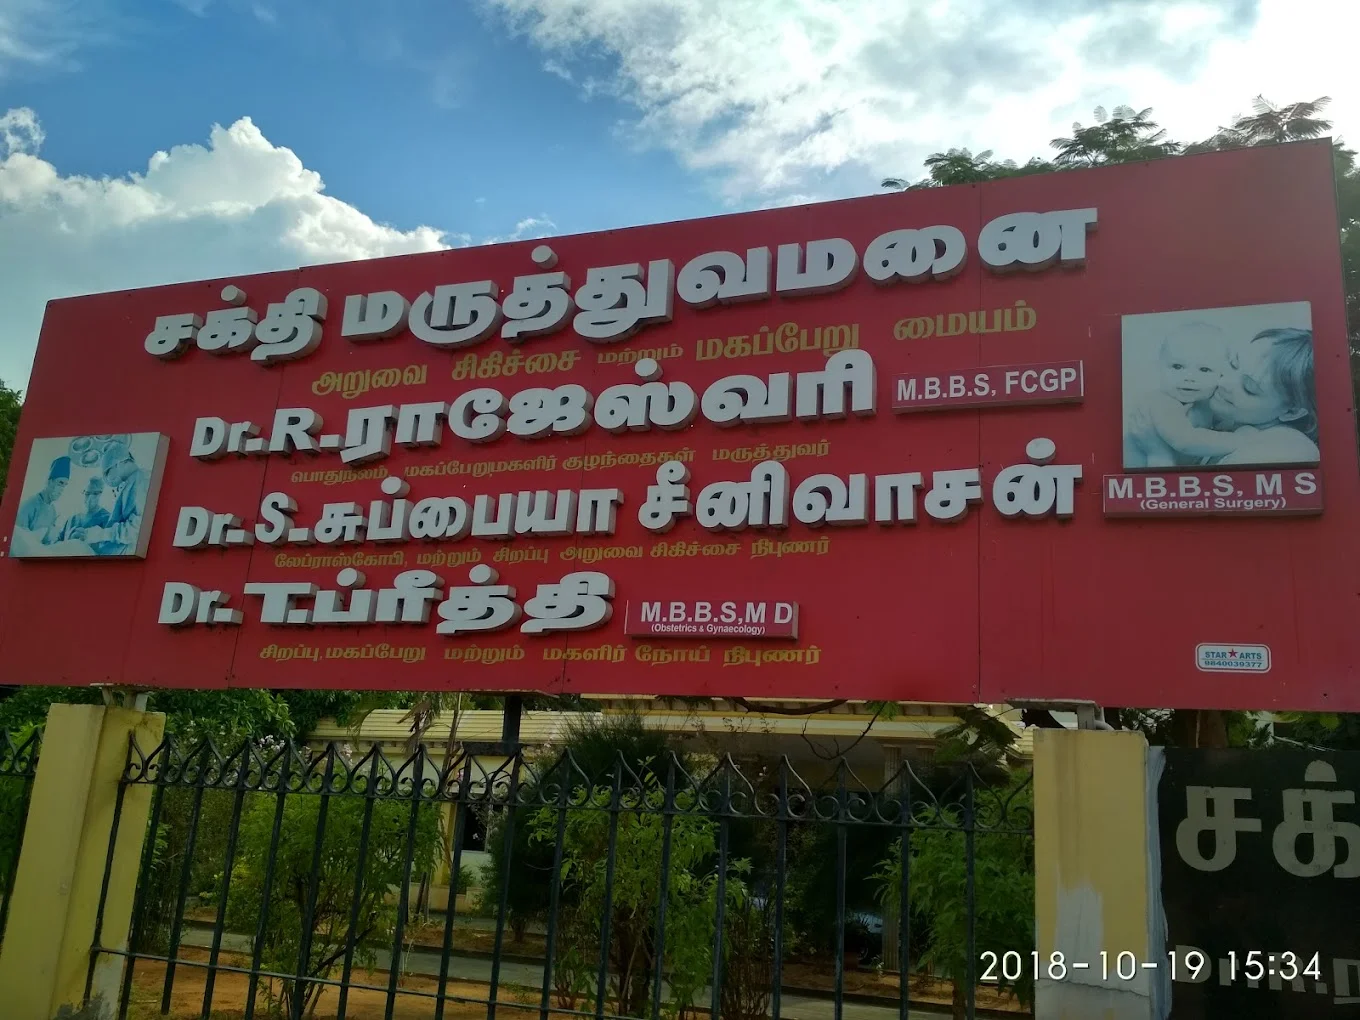 சக்தி மருத்துவமனை
அறுவை சிகிச்சை மற்றும் மகப்பேறு மையம்
Dr.R.ராஜேஸ்வரி M.B.B.S, FCGP
பொதுநலம், மகப்பேறுமகளிர் குழந்தைகள் மருத்துவர்
Dr.S.சுப்பையா சீனிவாசன் M.B.B.S, M S
(General Surgery)
லேப்ராஸ்கோபி, மற்றும் சிறப்பு அறுவை சிகிச்சை நிபுணர்
Dr.T.ப்ரீத்தி M.B.B.S,M D
(Obstetrics & Gynaecology)
சிறப்பு, மகப்பேறு மற்றும் மகளிர் நோய் நிபுணர்
STAR★ARTS
9840039377
சக்
2018-10-19 15:34